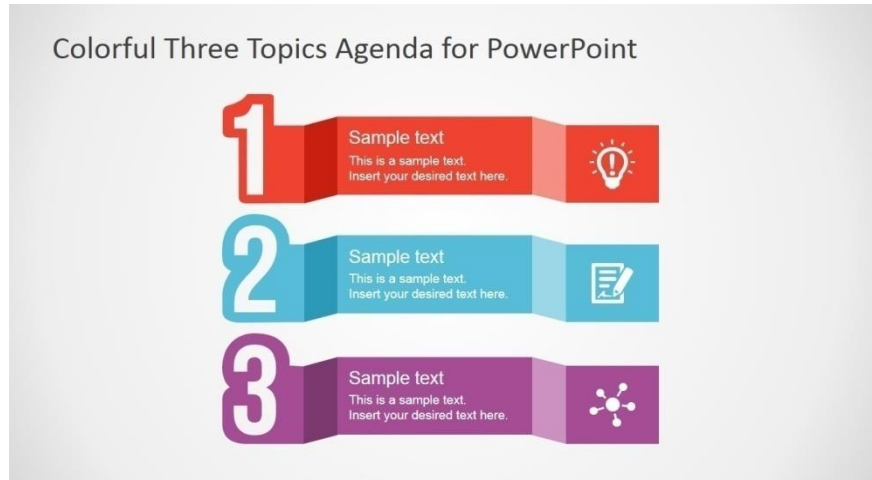 Colorful Three Topics Agenda for PowerPoint
1
Sample text
This is a sample text.
Insert your desired text here.
2
Sample text
This is a sample text.
Insert your desired text here.
3
Sample text
This is a sample text.
Insert your desired text here.